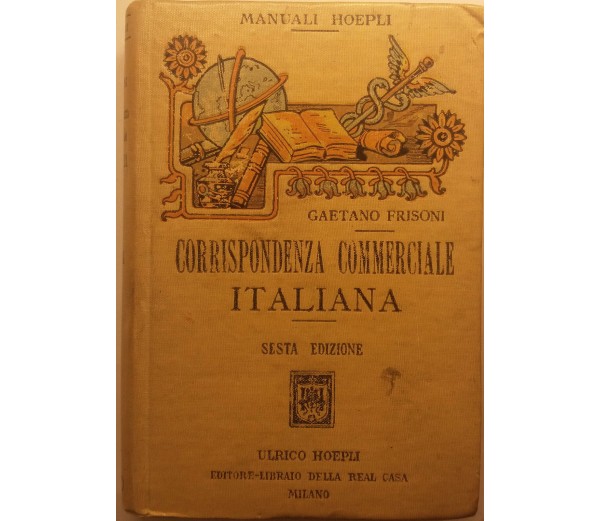 MANUALI HOEPLI
GAETANO FRISONI
CORRISPONDENZA COMMERCIALE
ITALIANA
SESTA EDIZIONE
ULRICO HOEPLI
EDITORE-LIBRAIO DELLA REAL CASA
MILANO